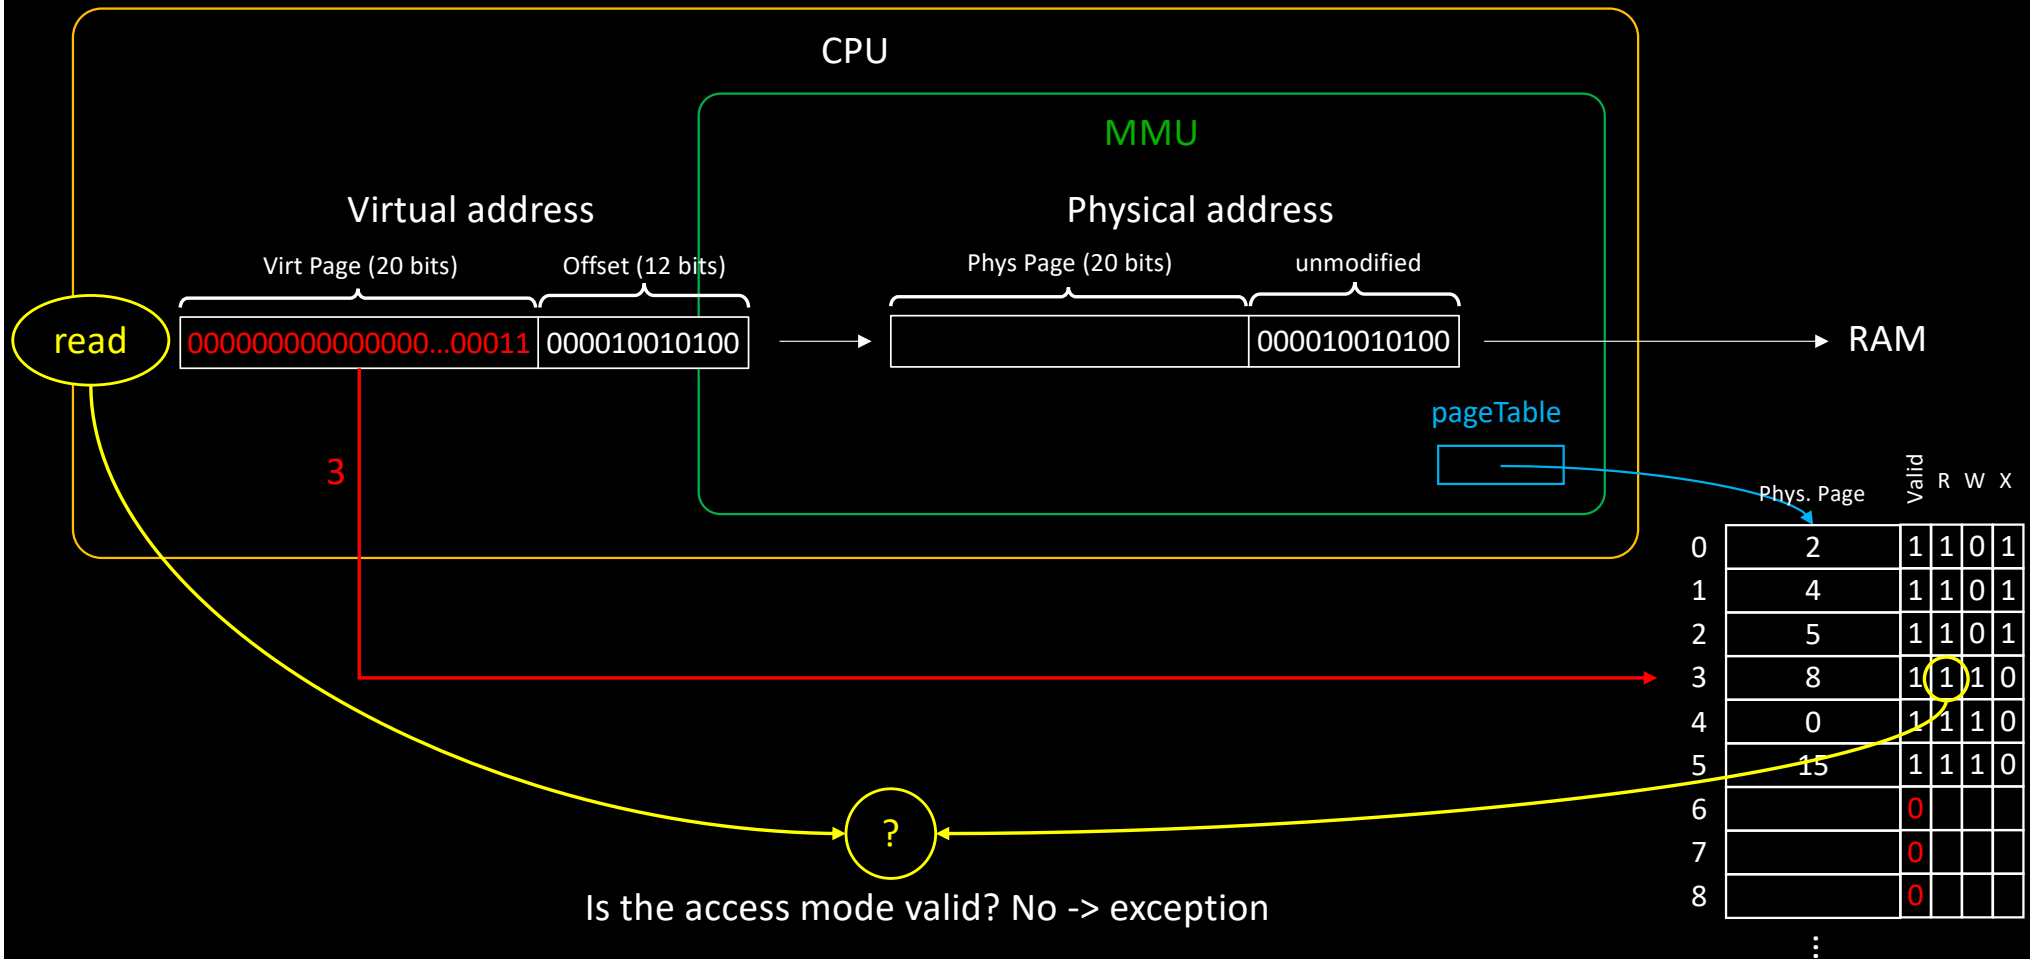 CPU
MMU
Virtual address
Physical address
Virt Page (20 bits)
Offset (12 bits)
Phys Page (20 bits)
unmodified
read
000000000000000...00011
000010010100
000010010100
RAM
pageTable
3
Phys. Page
Valid
R W X
0 2 1 1 0 1
1 4 1 1 0 1
2 5 1 1 0 1
3 8 1 1 1 0
4 0 1 1 1 0
5 15 1 1 1 0
6 0
7 0
8 0
...
?
Is the access mode valid? No -> exception